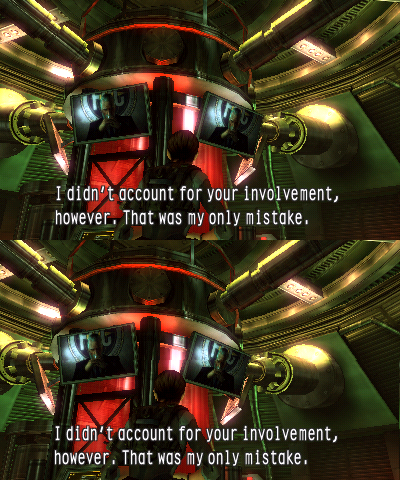 I didn't account for your involvement,
however. That was my only mistake.
I didn't account for your involvement,
however. That was my only mistake.